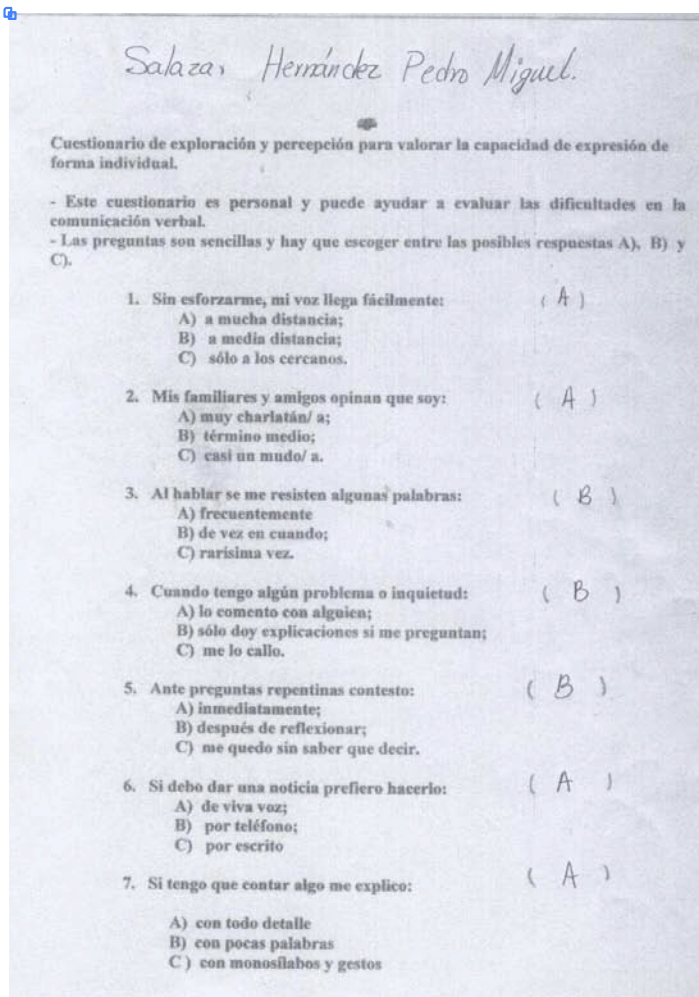 Salazar Hernández Pedro Miguel.
Cuestionario de exploración y percepción para valorar la capacidad de expresión de
forma individual.
- Este cuestionario es personal y puede ayudar a evaluar las dificultades en la
comunicación verbal.
- Las preguntas son sencillas y hay que escoger entre las posibles respuestas A), B) y
C).
1. Sin esforzarme, mi voz llega fácilmente: ( A )
A) a mucha distancia;
B) a media distancia;
C) sólo a los cercanos.
2. Mis familiares y amigos opinan que soy: ( A )
A) muy charlatán/ a;
B) término medio;
C) casi un mudo/ a.
3. Al hablar se me resisten algunas palabras: ( B )
A) frecuentemente
B) de vez en cuando;
C) rarísima vez.
4. Cuando tengo algún problema o inquietud: ( B )
A) lo comento con alguien;
B) sólo doy explicaciones si me preguntan;
C) me lo callo.
5. Ante preguntas repentinas contesto: ( B )
A) inmediatamente;
B) después de reflexionar;
C) me quedo sin saber que decir.
6. Si debo dar una noticia prefiero hacerlo: ( A )
A) de viva voz;
B) por teléfono;
C) por escrito
7. Si tengo que contar algo me explico: ( A )
A) con todo detalle
B) con pocas palabras
C ) con monosílabos y gestos